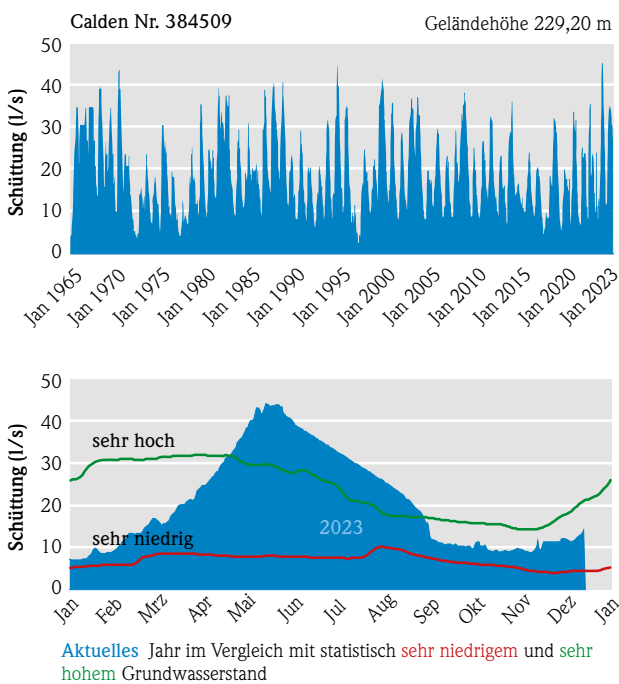 Calden Nr. 384509
Geländehöhe 229,20 m
Schüttung (l/s)
50
40
30
20
10
0
Jan 1965
Jan 1970
Jan 1975
Jan 1980
Jan 1985
Jan 1990
Jan 1995
Jan 2000
Jan 2005
Jan 2010
Jan 2015
Jan 2020
Jan 2023
Schüttung (l/s)
50
40
30
20
10
0
sehr hoch
sehr niedrig
2023
Jan
Feb
Mrz
Apr
Mai
Jun
Jul
Aug
Sep
Okt
Nov
Dez
Jan
Aktuelles Jahr im Vergleich mit statistisch sehr niedrigem und sehr
hohem Grundwasserstand